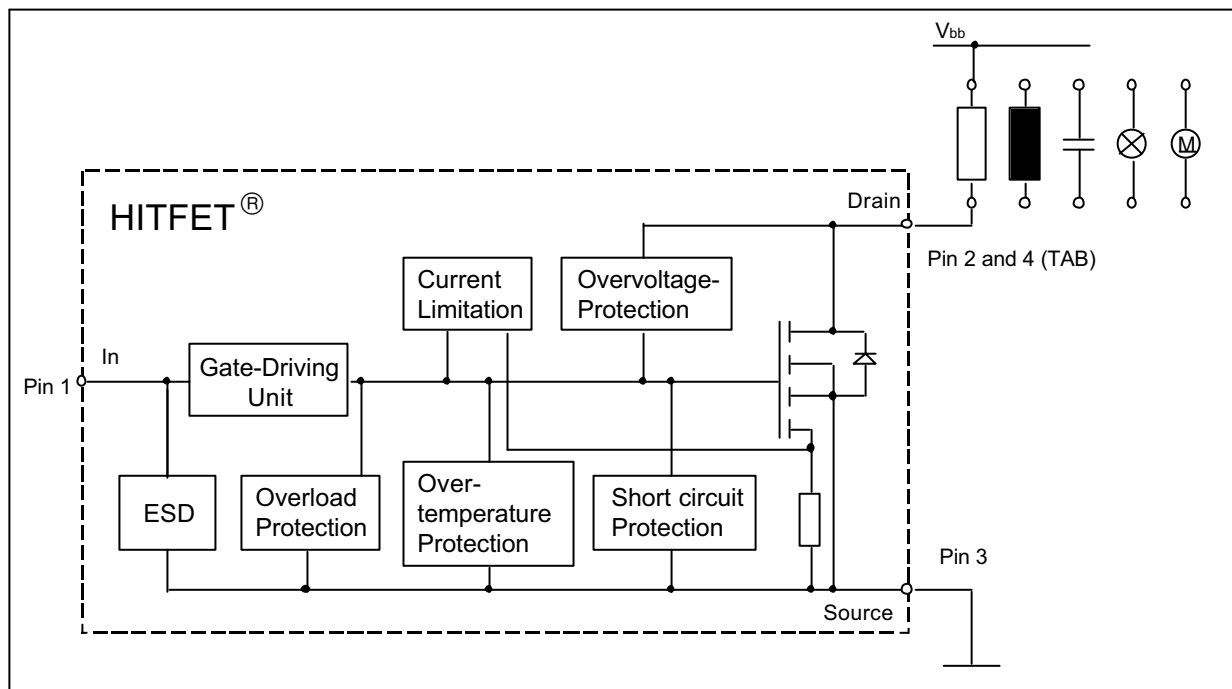 Vbb
M
HITFET®
Drain
Pin 2 and 4 (TAB)
Current
Limitation
Overvoltage-
Protection
In
Pin 1
Gate-Driving
Unit
ESD
Overload
Protection
Over-
temperature
Protection
Short circuit
Protection
Pin 3
Source